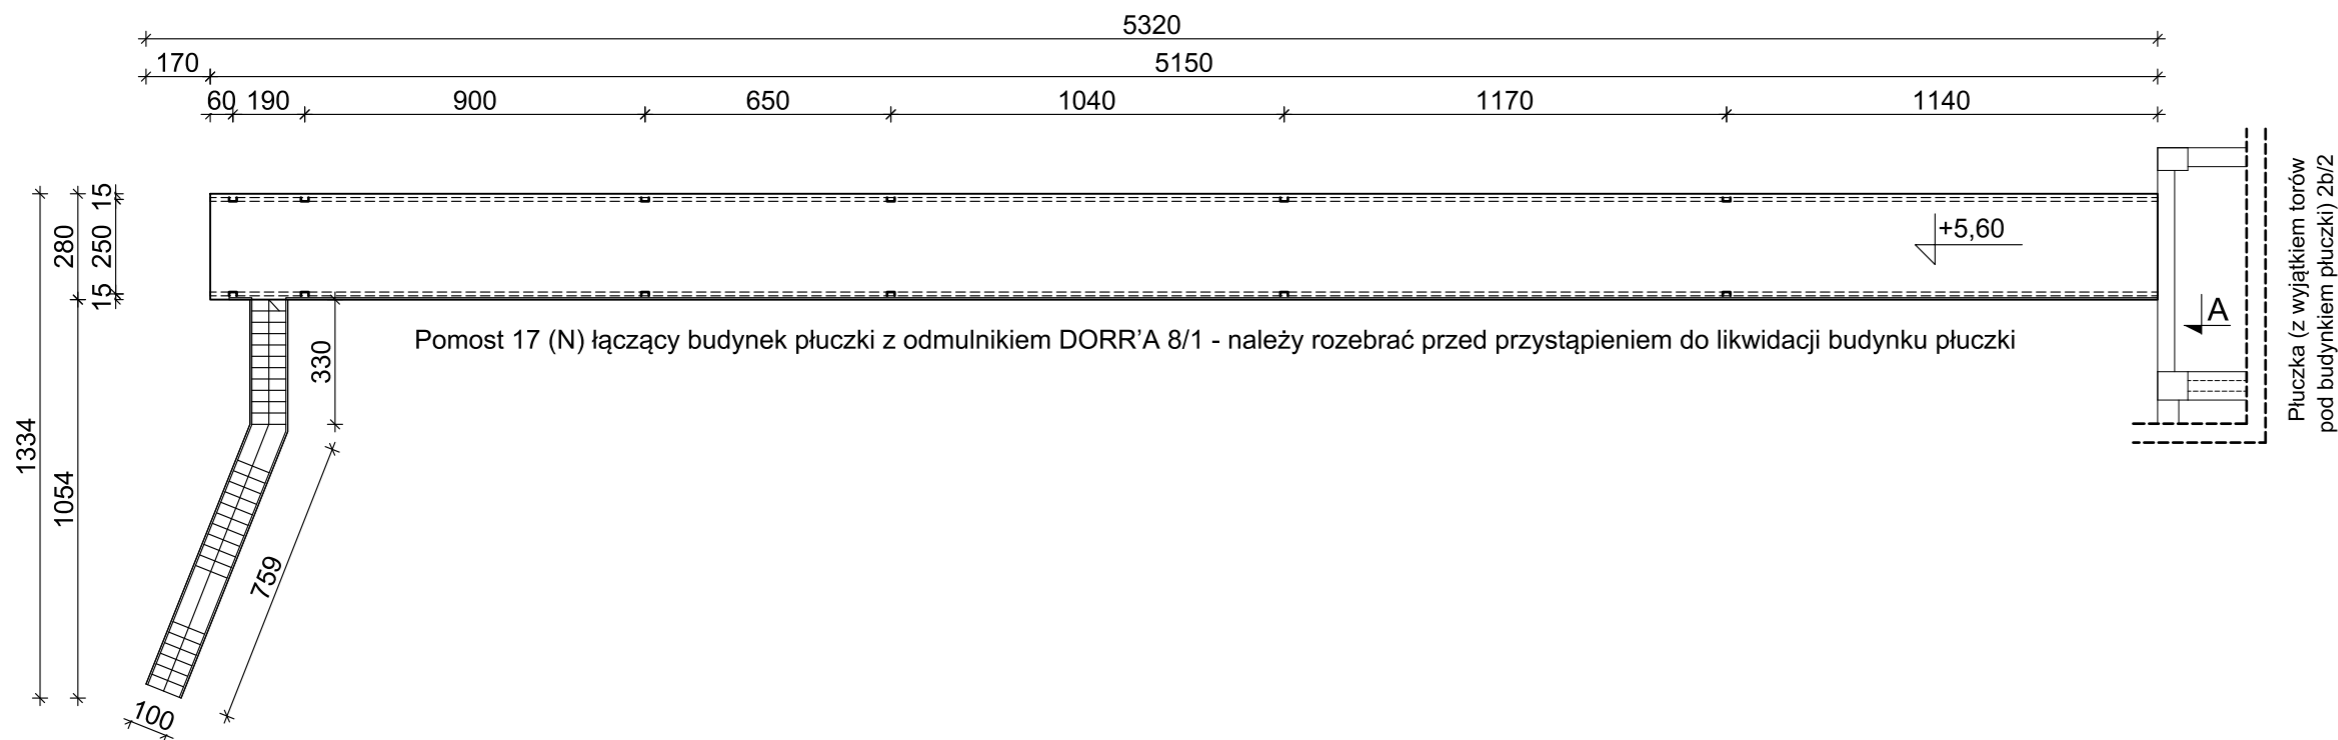 5320
170 5150
60 190 900 650 1040 1170 1140
15
280 250
15
+5,60
A
Płuczka (z wyjątkiem torów
pod budynkiem płuczki) 2b/2
Pomost 17 (N) łączący budynek płuczki z odmulnikiem DORR’A 8/1 - należy rozebrać przed przystąpieniem do likwidacji budynku płuczki
330
1334
1054
759
100